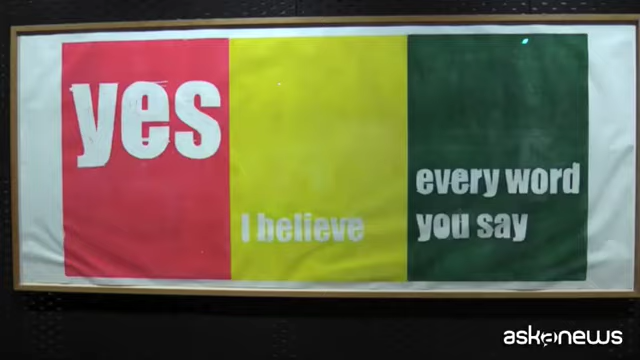 yes
I believe
every word
you say
askanews